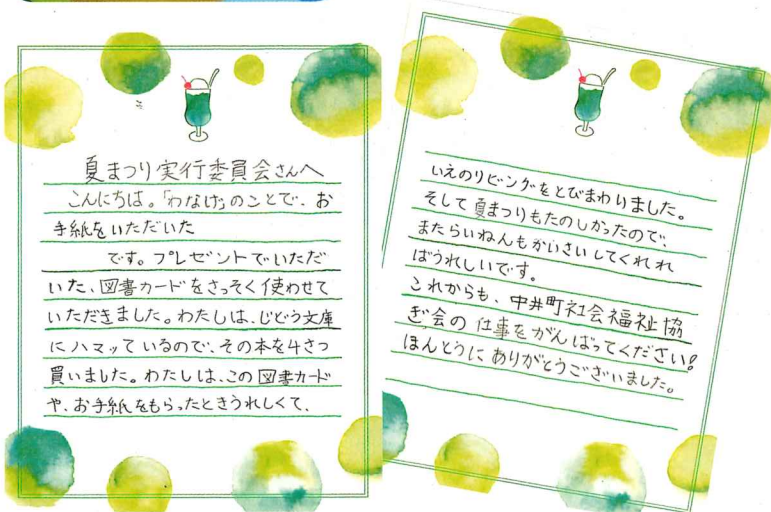 夏まつり実行委員会さんへ
こんにちは。「わなげ」のことで、お
手紙をいただいた
です。プレゼントでいただ
いた、図書カードをさっそく使わせて
いただきました。わたしは、じどう文庫
にハマッているので、その本を4さつ
買いました。わたしは、この図書カード
や、お手紙をもらったときうれしくて、
いえのリビングをとびまわりました。
そして夏まつりもたのしかったので、
またらいねんもかいさいしてくれれ
ばうれしいです。
これからも、中井町社会福祉協
ぎ会の仕事をがんばってください!
ほんとうにありがとうございました。